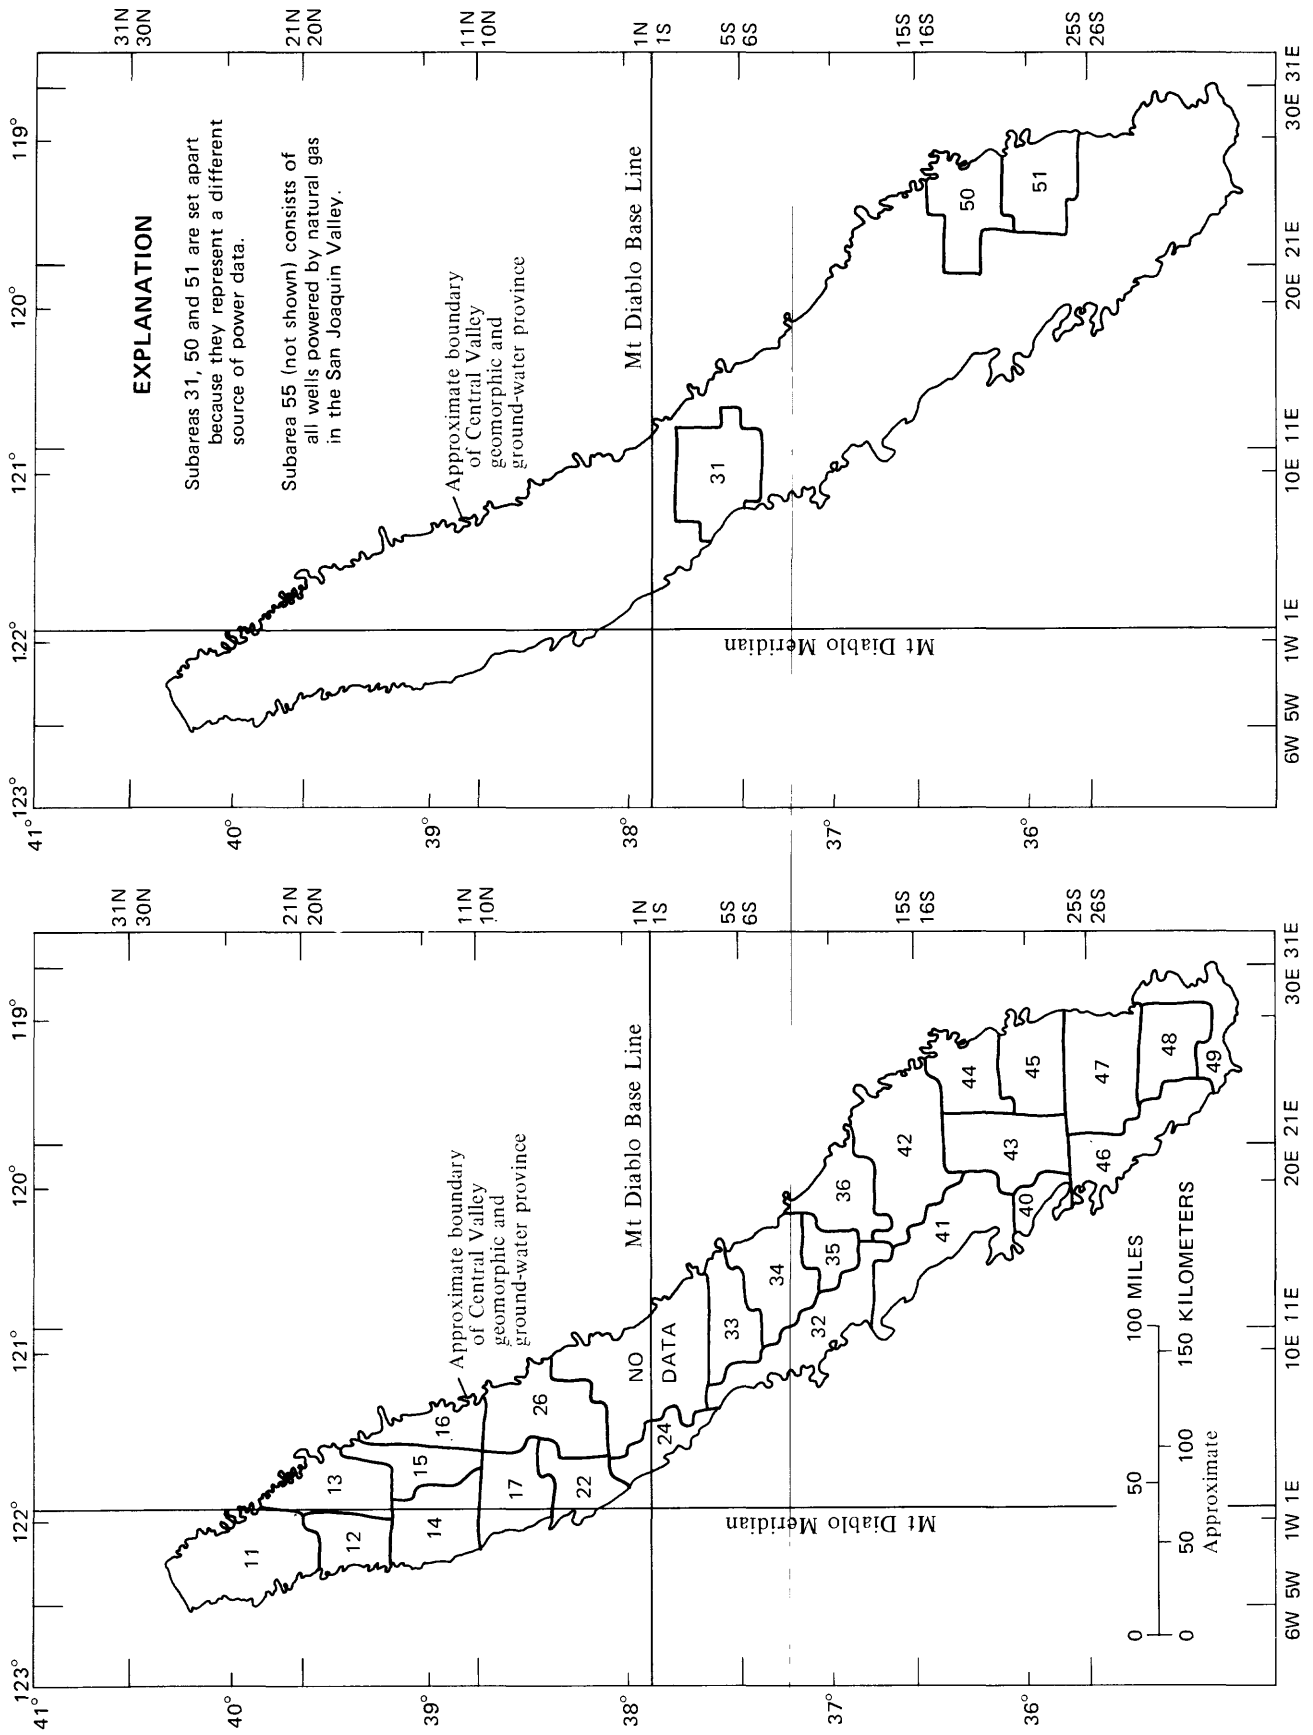 123°
122°
121°
120°
119°
41°
40°
39°
38°
37°
36°
31N
30N
21N
20N
11N
10N
1N
1S
5S
6S
15S
16S
25S
26S
6W 5W
1W 1E
10E 11E
20E 21E
30E 31E
Approximate boundary
of Central Valley
geomorphic and
ground-water province
Mt Diablo Base Line
Mt Diablo Meridian
11
12
13
14
15
16
17
22
24
26
NO
DATA
32
33
34
35
36
40
41
42
43
44
45
46
47
48
49
0 50 100 MILES
0 50 100 150 KILOMETERS
Approximate
123°
122°
121°
120°
119°
41°
40°
39°
38°
37°
36°
31N
30N
21N
20N
11N
10N
1N
1S
5S
6S
15S
16S
25S
26S
6W 5W
1W 1E
10E 11E
20E 21E
30E 31E
EXPLANATION
Subareas 31, 50 and 51 are set apart
because they represent a different
source of power data.
Subarea 55 (not shown) consists of
all wells powered by natural gas
in the San Joaquin Valley.
Approximate boundary
of Central Valley
geomorphic and
ground-water province
Mt Diablo Base Line
Mt Diablo Meridian
31
50
51